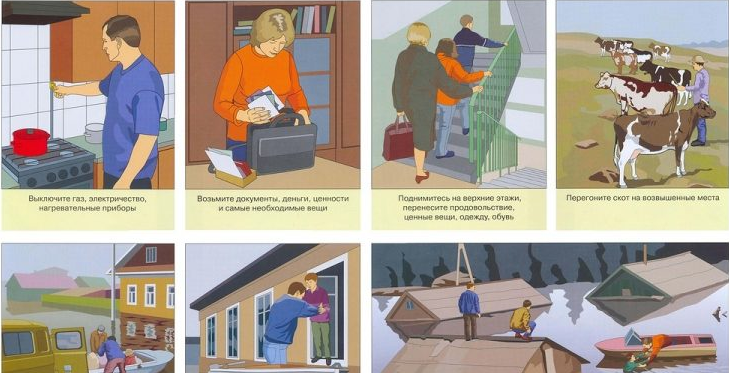 Выключите газ, электричество,
нагревательные приборы
Возьмите документы, деньги, ценности
и самые необходимые вещи
Поднимитесь на верхние этажи,
перенесите продовольствие,
ценные вещи, одежду, обувь
Перегоните скот на возвышенные места